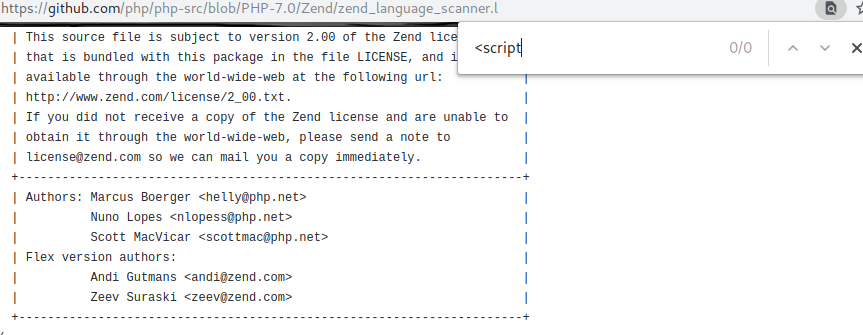 https://github.com/php/php-src/blob/PHP-7.0/Zend/zend_language_scanner.l
<script
0/0
| This source file is subject to version 2.00 of the Zend lice
| that is bundled with this package in the file LICENSE, and i
| available through the world-wide-web at the following url: |
| http://www.zend.com/license/2_00.txt. |
| If you did not receive a copy of the Zend license and are unable to |
| obtain it through the world-wide-web, please send a note to |
| license@zend.com so we can mail you a copy immediately. |
+----------------------------------------------------------------------+
| Authors: Marcus Boerger <helly@php.net> |
| Nuno Lopes <nlopess@php.net> |
| Scott MacVicar <scottmac@php.net> |
| Flex version authors: |
| Andi Gutmans <andi@zend.com> |
| Zeev Suraski <zeev@zend.com> |
+----------------------------------------------------------------------+